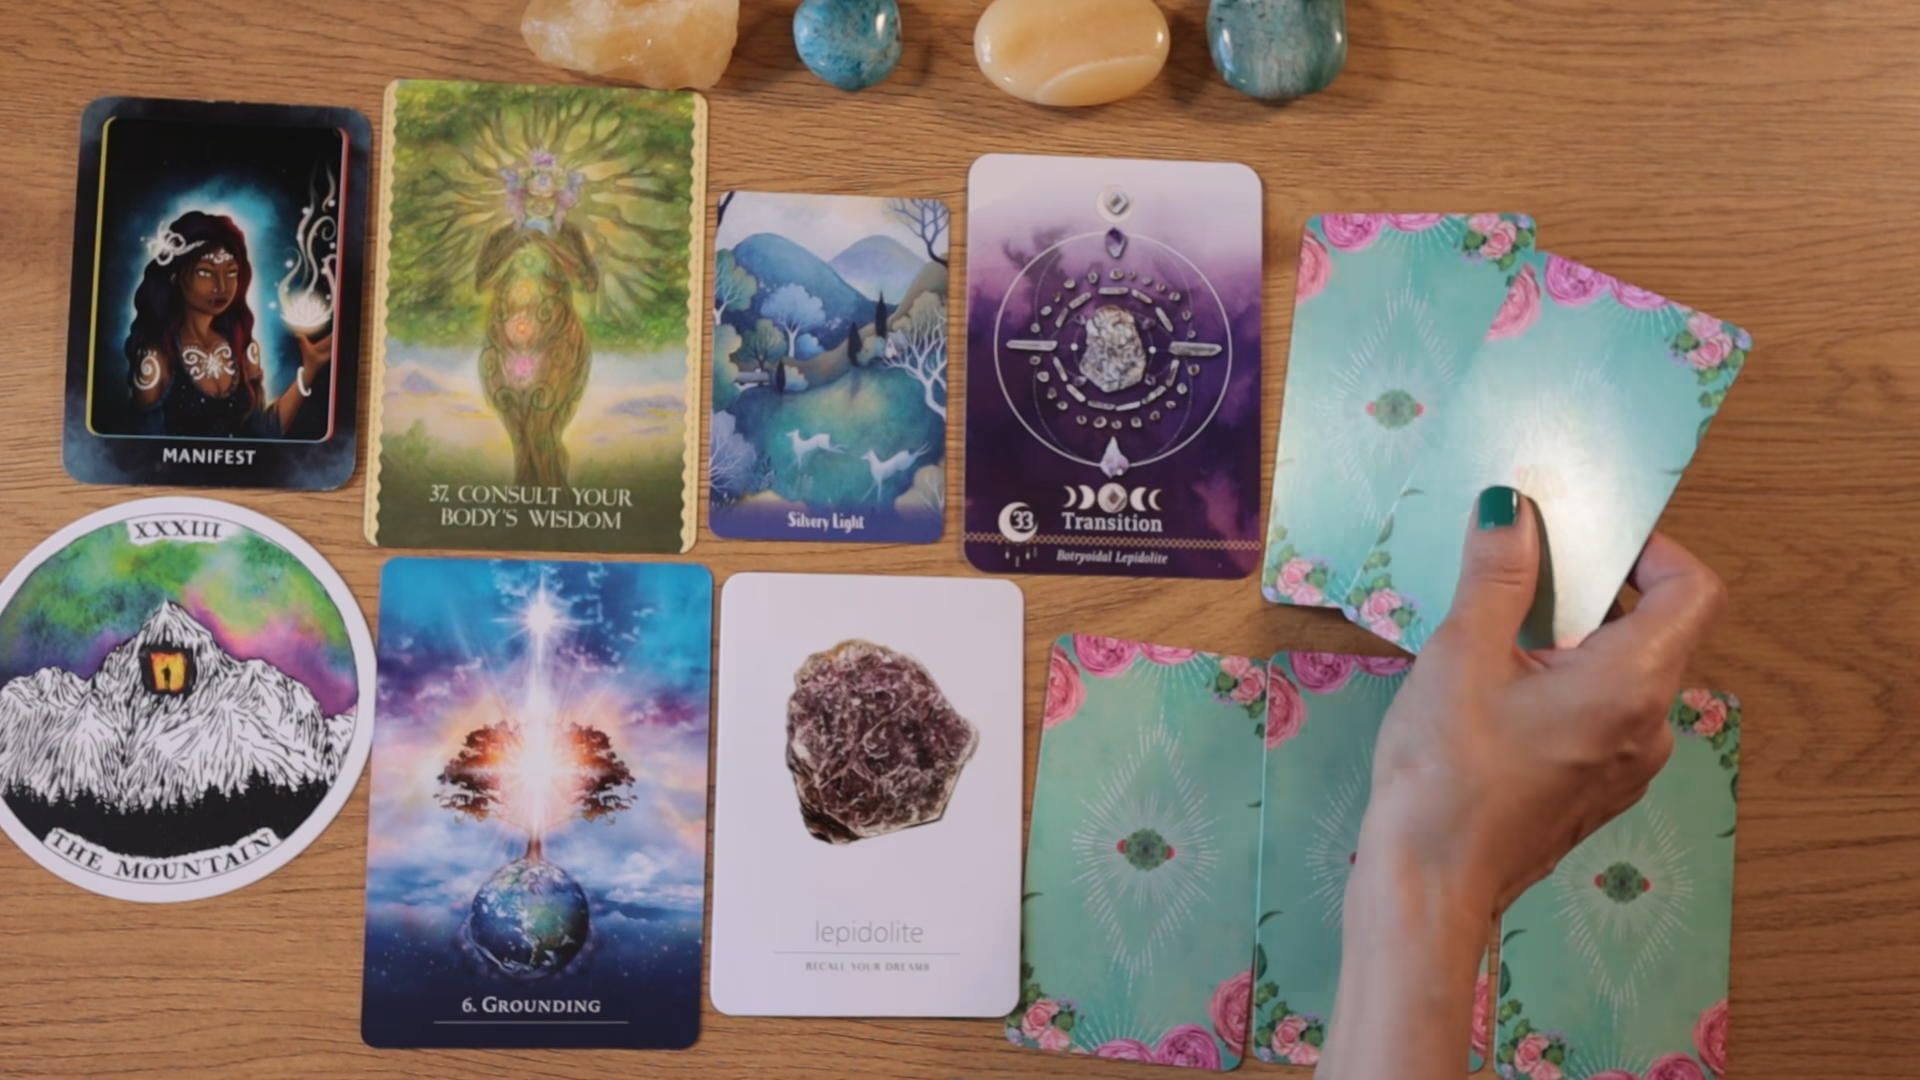 MANIFEST
37. CONSULT YOUR
BODY'S WISDOM
Silvery Light
33
Transition
Botryoidal Lepidolite
XXXIII
THE MOUNTAIN
6. GROUNDING
lepidolite
RECALL YOUR DREAMS